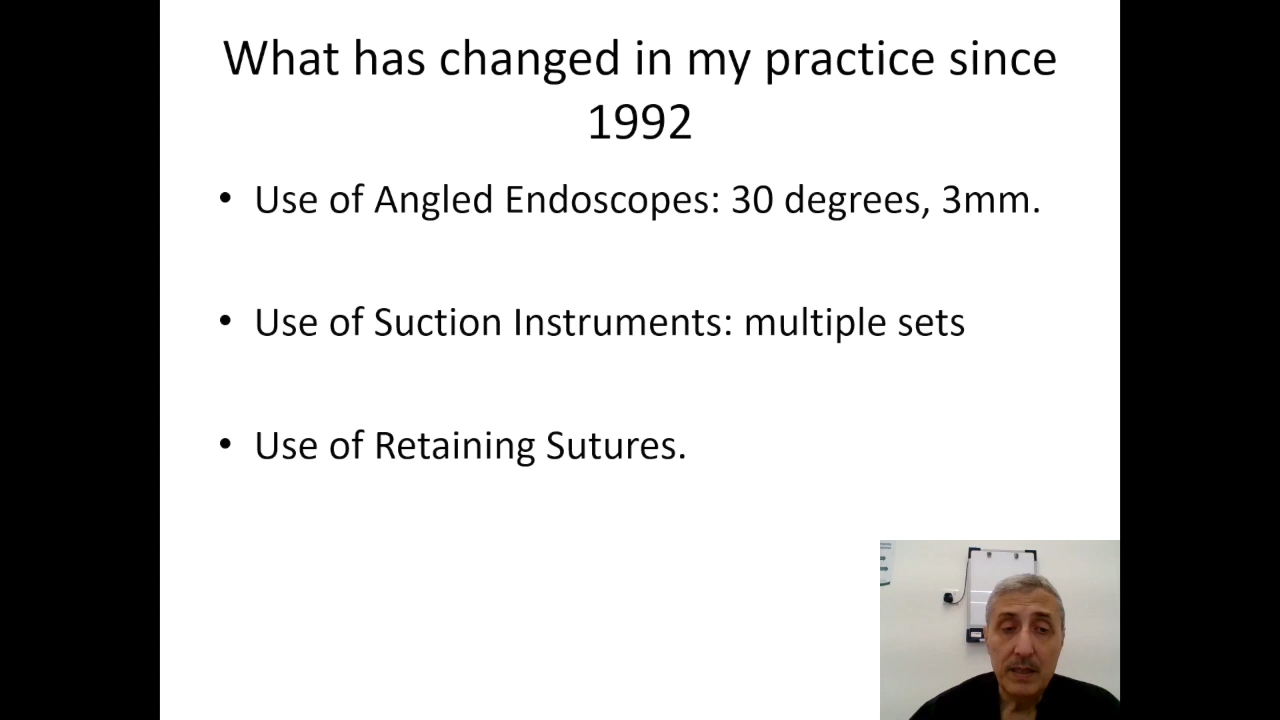 What has changed in my practice since
1992
• Use of Angled Endoscopes: 30 degrees, 3mm.
• Use of Suction Instruments: multiple sets
• Use of Retaining Sutures.